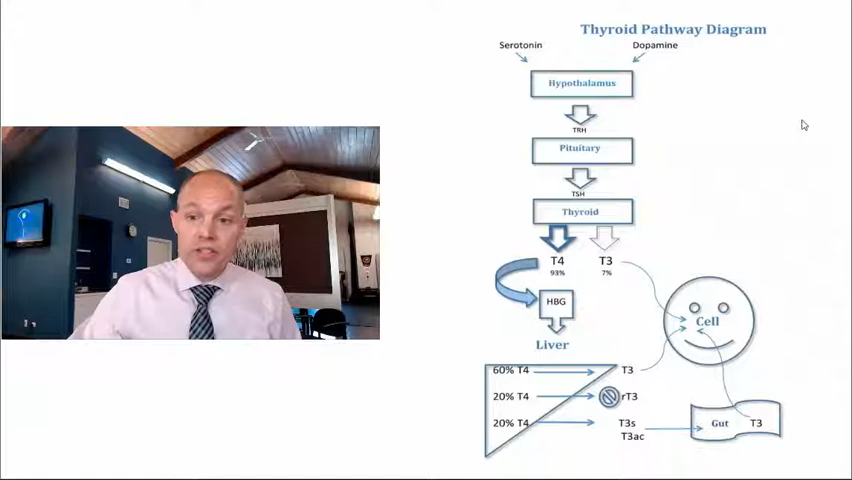 Thyroid Pathway Diagram
Serotonin
Dopamine
Hypothalamus
TRH
Pituitary
TSH
Thyroid
T4
T3
93%
7%
HBG
Cell
Liver
60% T4
T3
20% T4
rT3
20% T4
T3s
T3ac
Gut
T3